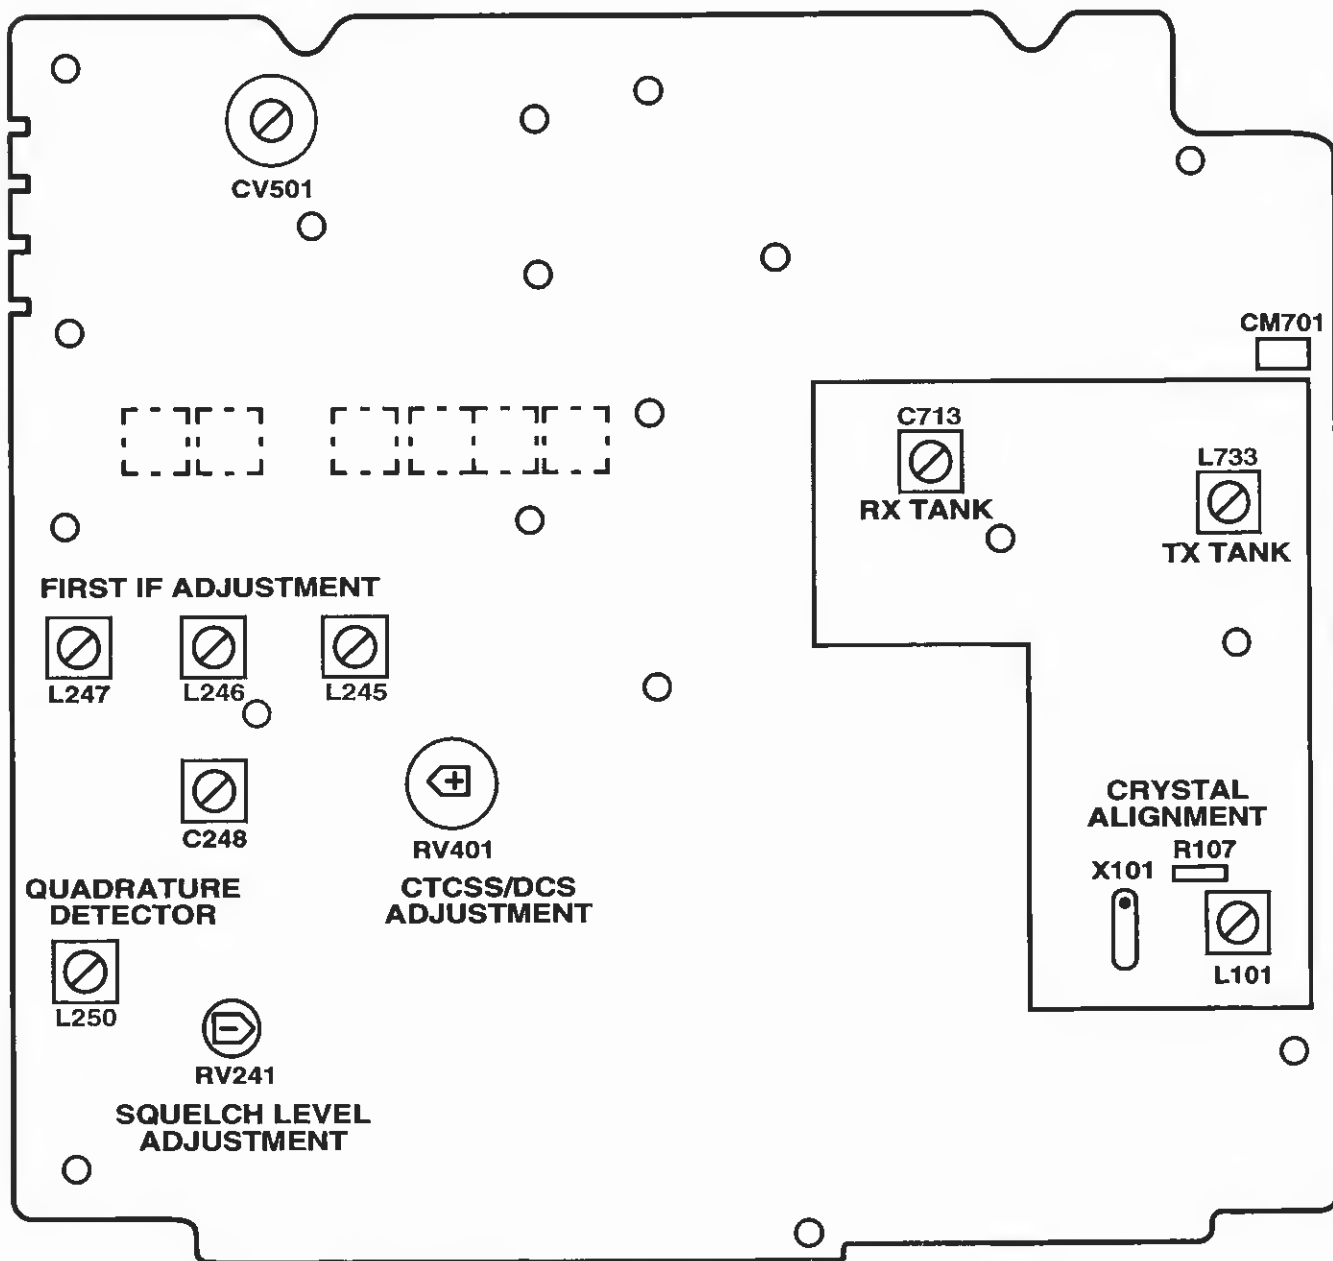 CV501
CM701
C713
RX TANK
L733
TX TANK
FIRST IF ADJUSTMENT
L247
L246
L245
C248
RV401
CTCSS/DCS
ADJUSTMENT
QUADRATURE
DETECTOR
L250
RV241
SQUELCH LEVEL
ADJUSTMENT
CRYSTAL
ALIGNMENT
R107
X101
L101